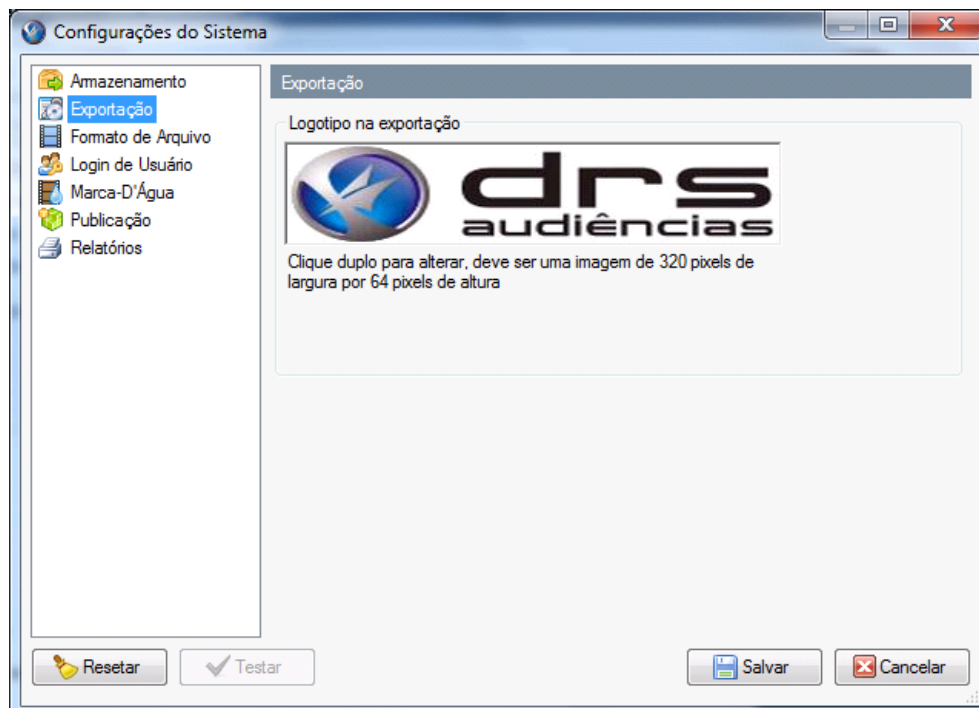 Configurações do Sistema
Armazenamento
Exportação
Formato de Arquivo
Login de Usuário
Marca-D'Água
Publicação
Relatórios
Exportação
Logotipo na exportação
drs
audiências
Clique duplo para alterar, deve ser uma imagem de 320 pixels de
largura por 64 pixels de altura
Resetar
Testar
Salvar
Cancelar